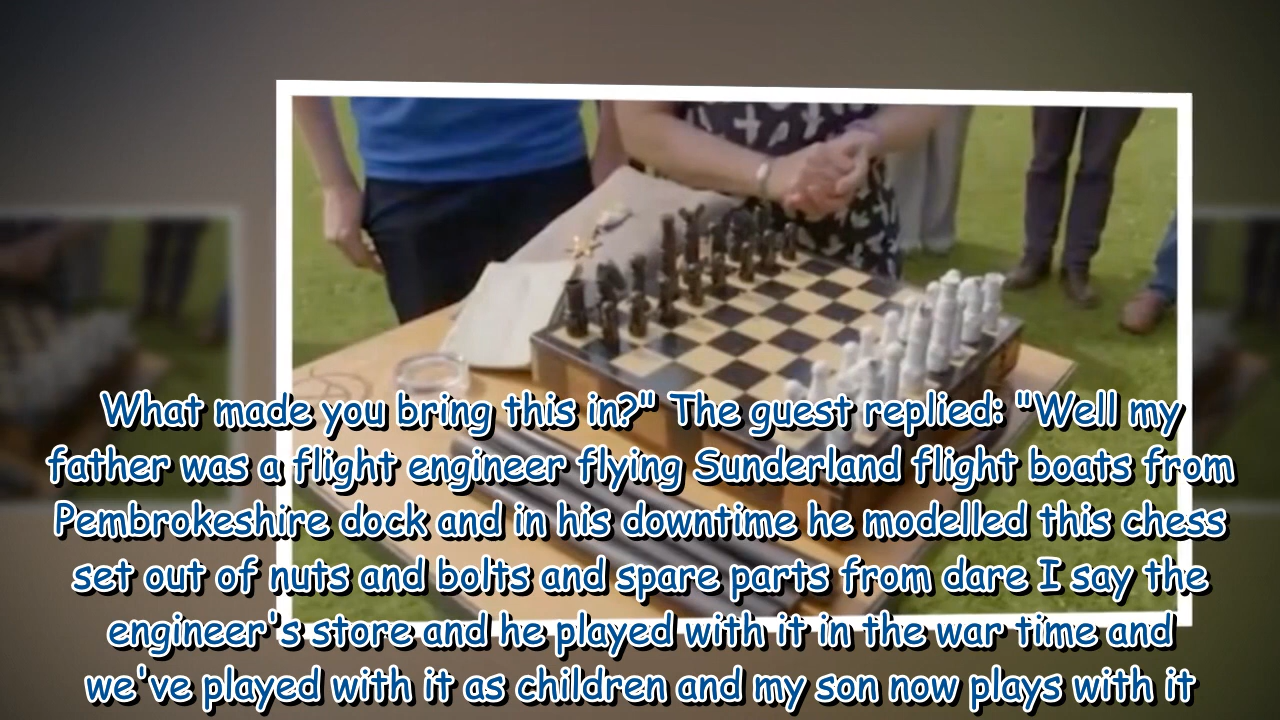 What made you bring this in?" The guest replied: "Well my
father was a flight engineer flying Sunderland flight boats from
Pembrokeshire dock and in his downtime he modelled this chess
set out of nuts and bolts and spare parts from dare I say the
engineer's store and he played with it in the war time and
we've played with it as children and my son now plays with it